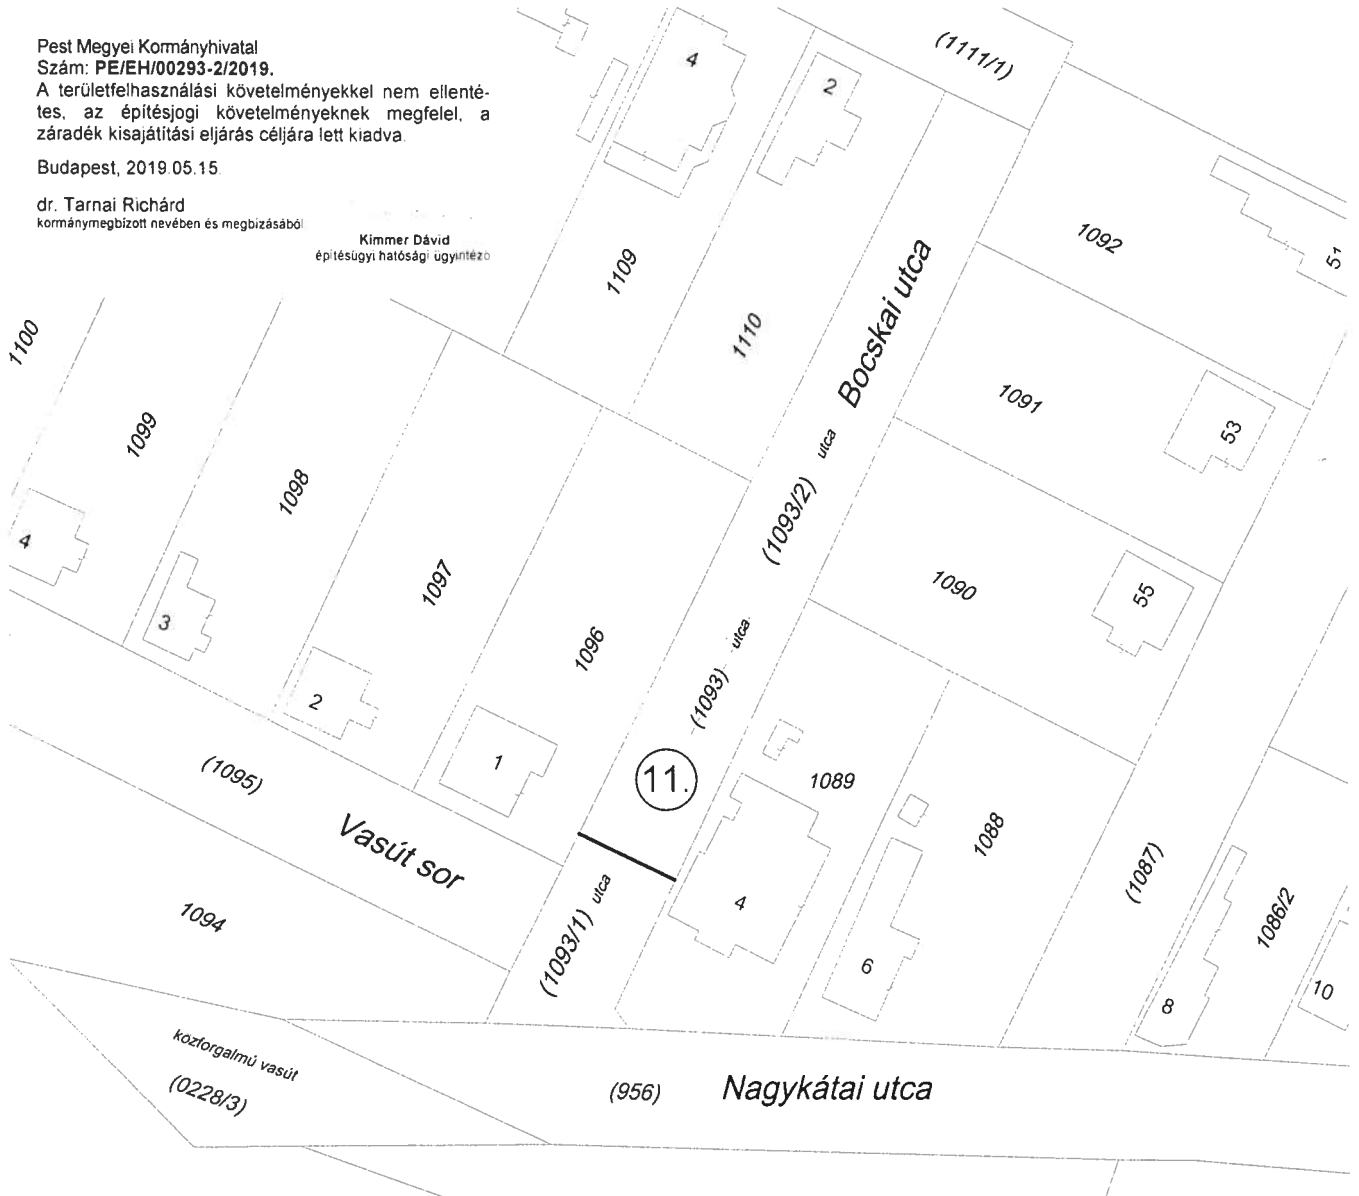 Pest Megyei Kormányhivatal
Szám: PE/EH/00293-2/2019.
A területfelhasználási követelményekkel nem ellenté-
tes, az építésjogi követelményeknek megfelel, a
záradék kisajátítási eljárás céljára lett kiadva.
Budapest, 2019.05.15.
dr. Tarnai Richárd
kormánymegbízott nevében és megbízásából
Kimmer Dávid
építésügyi hatósági ügyintéző
4
2
(1111/1)
1092
51
1109
1110
Bocskai utca
1100
1099
1098
1097
1096
1091
53
utca
(1093/2)
1090
55
4
3
2
1
utca
(1093)
11.
1089
1088
(1095)
Vasút sor
1094
utca
(1093/1)
4
6
(1087)
1086/2
8
10
közforgalmú vasút
(0228/3)
(956)
Nagykátai utca